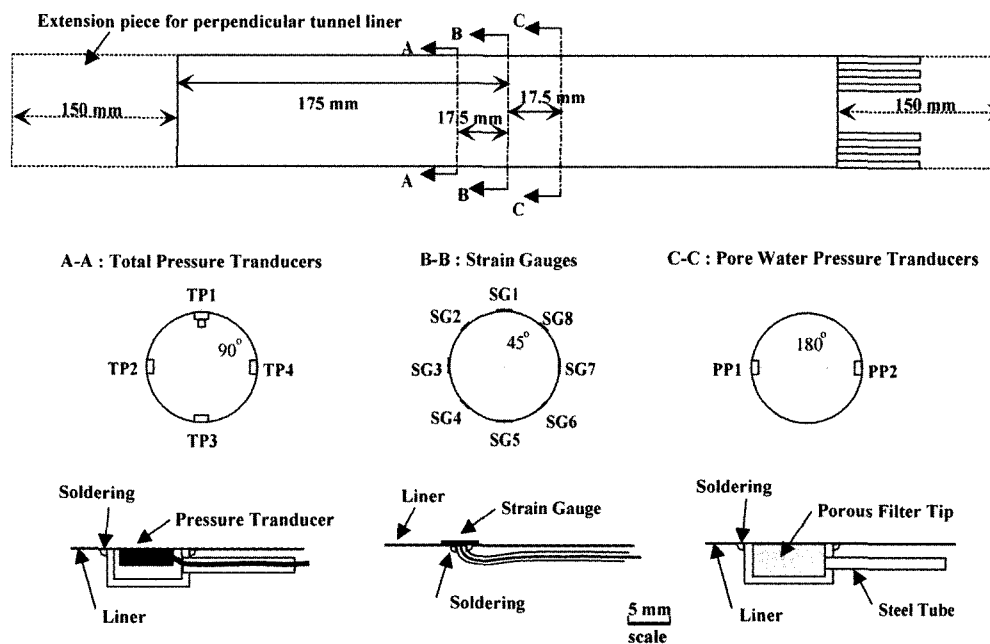 Extension piece for perpendicular tunnel liner
A
B
C
150 mm
175 mm
17.5 mm
17.5 mm
150 mm
A
B
C
A-A : Total Pressure Tranducers
B-B : Strain Gauges
C-C : Pore Water Pressure Tranducers
TP1
TP2
90°
TP4
TP3
SG1
SG2
SG8
45°
SG3
SG7
SG4
SG6
SG5
180°
PP1
PP2
Soldering
Pressure Tranducer
Liner
Liner
Strain Gauge
Soldering
5 mm
scale
Soldering
Porous Filter Tip
Liner
Steel Tube